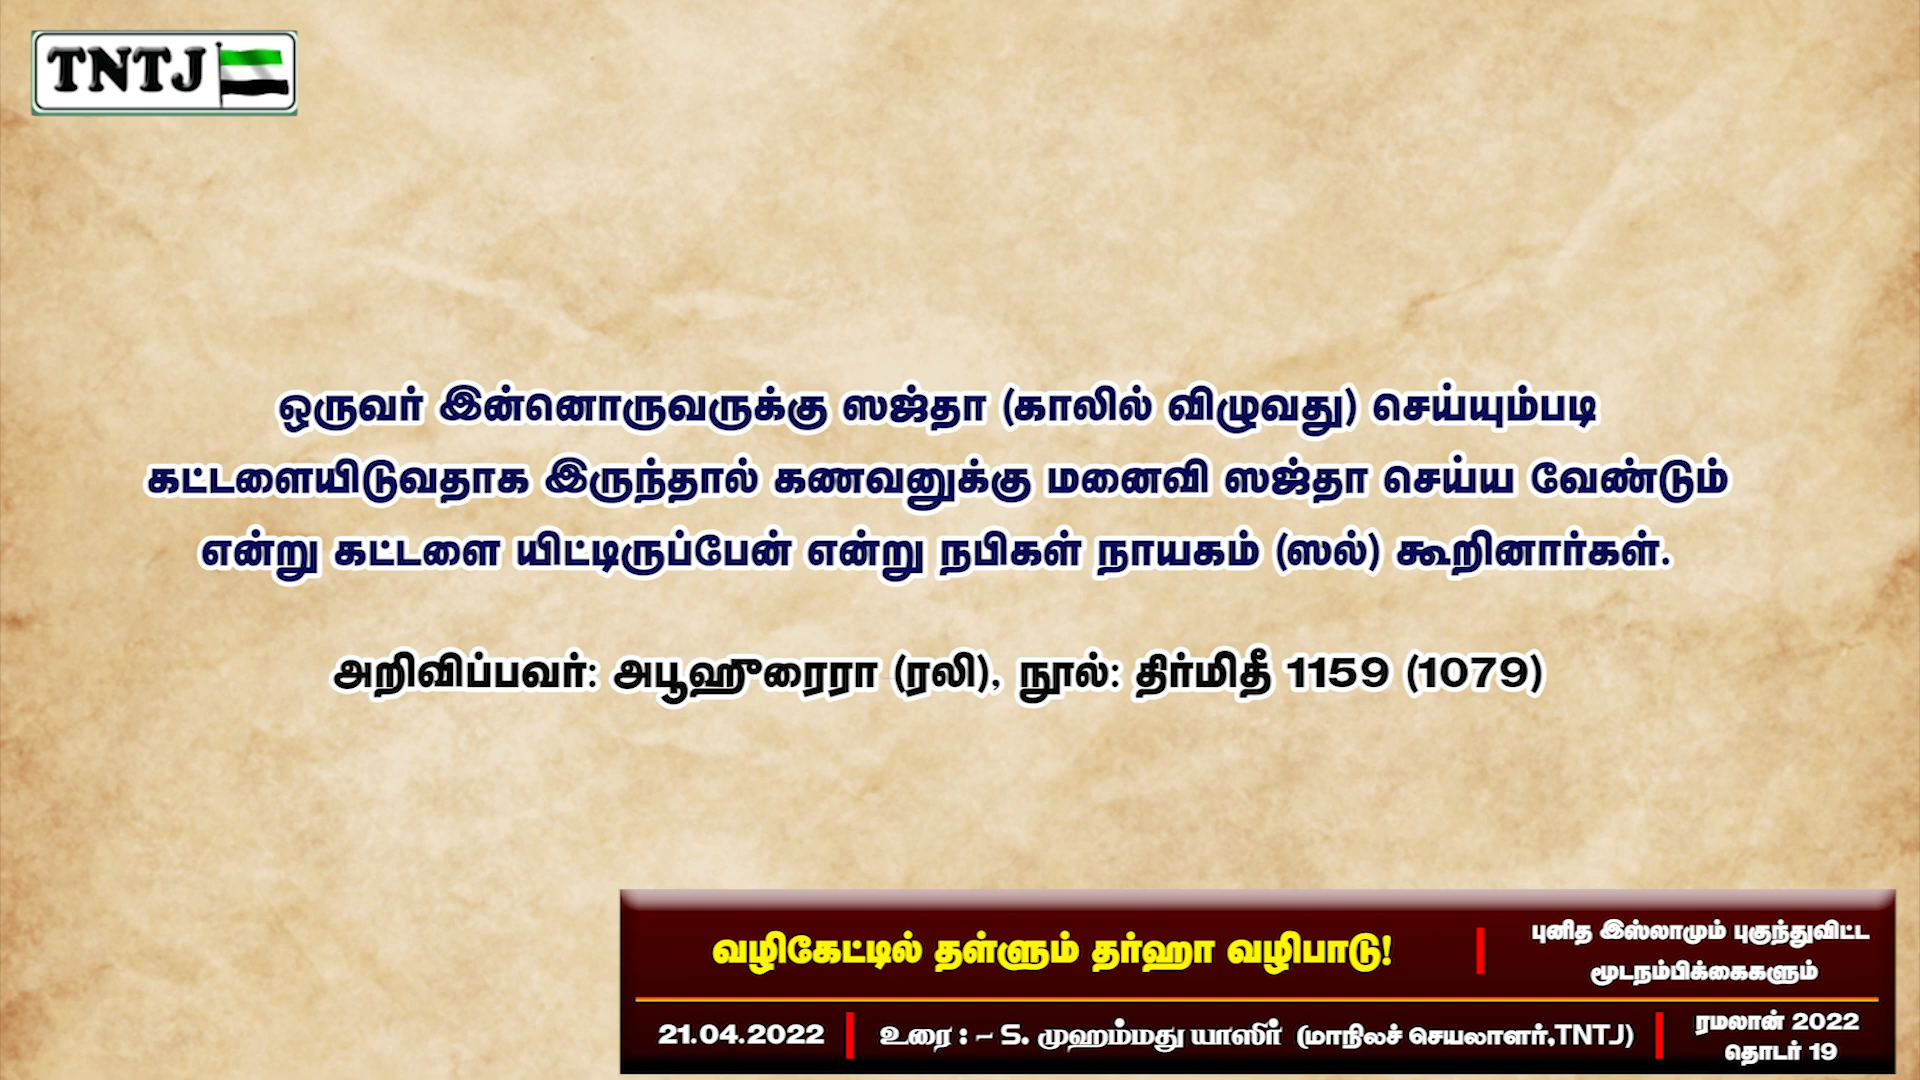 TNTJ
ஒருவர் இன்னொருவருக்கு ஸஜ்தா (காலில் விழுவது) செய்யும்படி
கட்டளையிடுவதாக இருந்தால் கணவனுக்கு மனைவி ஸஜ்தா செய்ய வேண்டும்
என்று கட்டளை யிட்டிருப்பேன் என்று நபிகள் நாயகம் (ஸல்) கூறினார்கள்.
அறிவிப்பவர்: அபூஹுரைரா (ரலி), நூல்: திர்மிதீ 1159 (1079)
வழிகேட்டில் தள்ளும் தர்ஹா வழிபாடு!
புனித இஸ்லாமும் புகுந்துவிட்ட
மூடநம்பிக்கைகளும்
21.04.2022
உரை : – S. முஹம்மது யாஸிர் (மாநிலச் செயலாளர்,TNTJ)
ரமலான் 2022
தொடர் 19